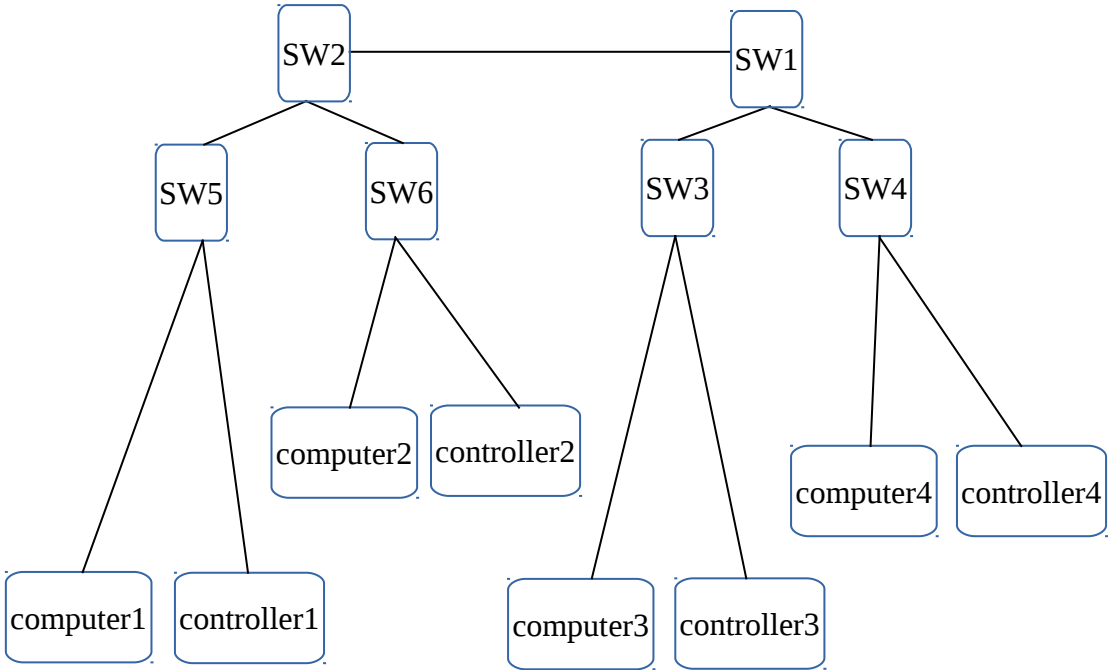 SW2
SW1
SW5
SW6
SW3
SW4
computer2
controller2
computer4
controller4
computer1
controller1
computer3
controller3